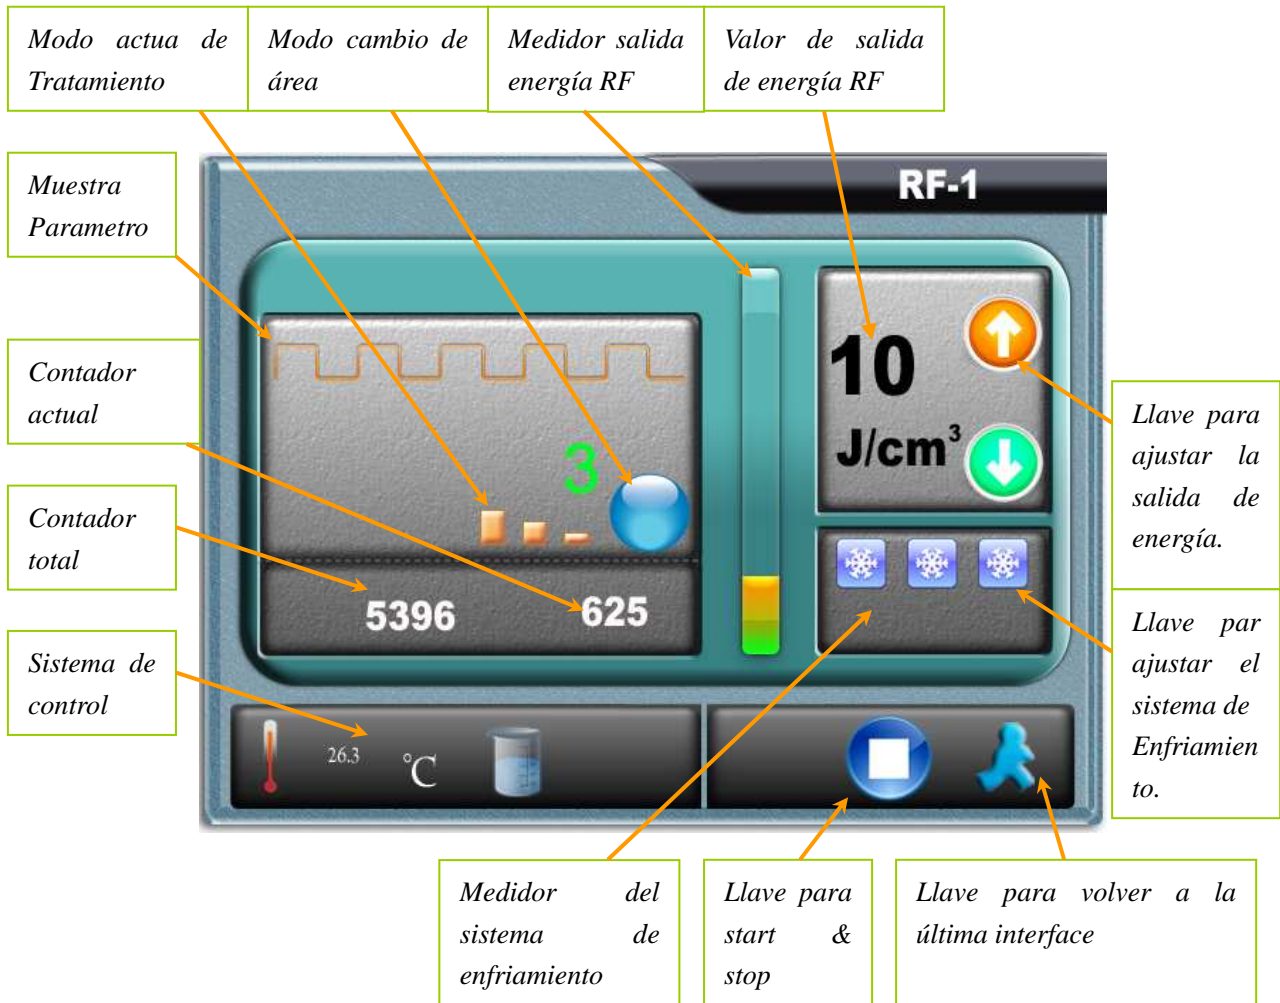 Modo actua de
Tratamiento
Modo cambio de
área
Medidor salida
energía RF
Valor de salida
de energía RF
Muestra
Parametro
RF-1
Contador
actual
10
J/cm³
3
Llave para
ajustar la
salida de
energía.
Contador
total
5396
625
Llave par
ajustar el
sistema de
Enfriamien
to.
Sistema de
control
26.3
°C
Medidor del
sistema de
enfriamiento
Llave para
start &
stop
Llave para volver a la
última interface